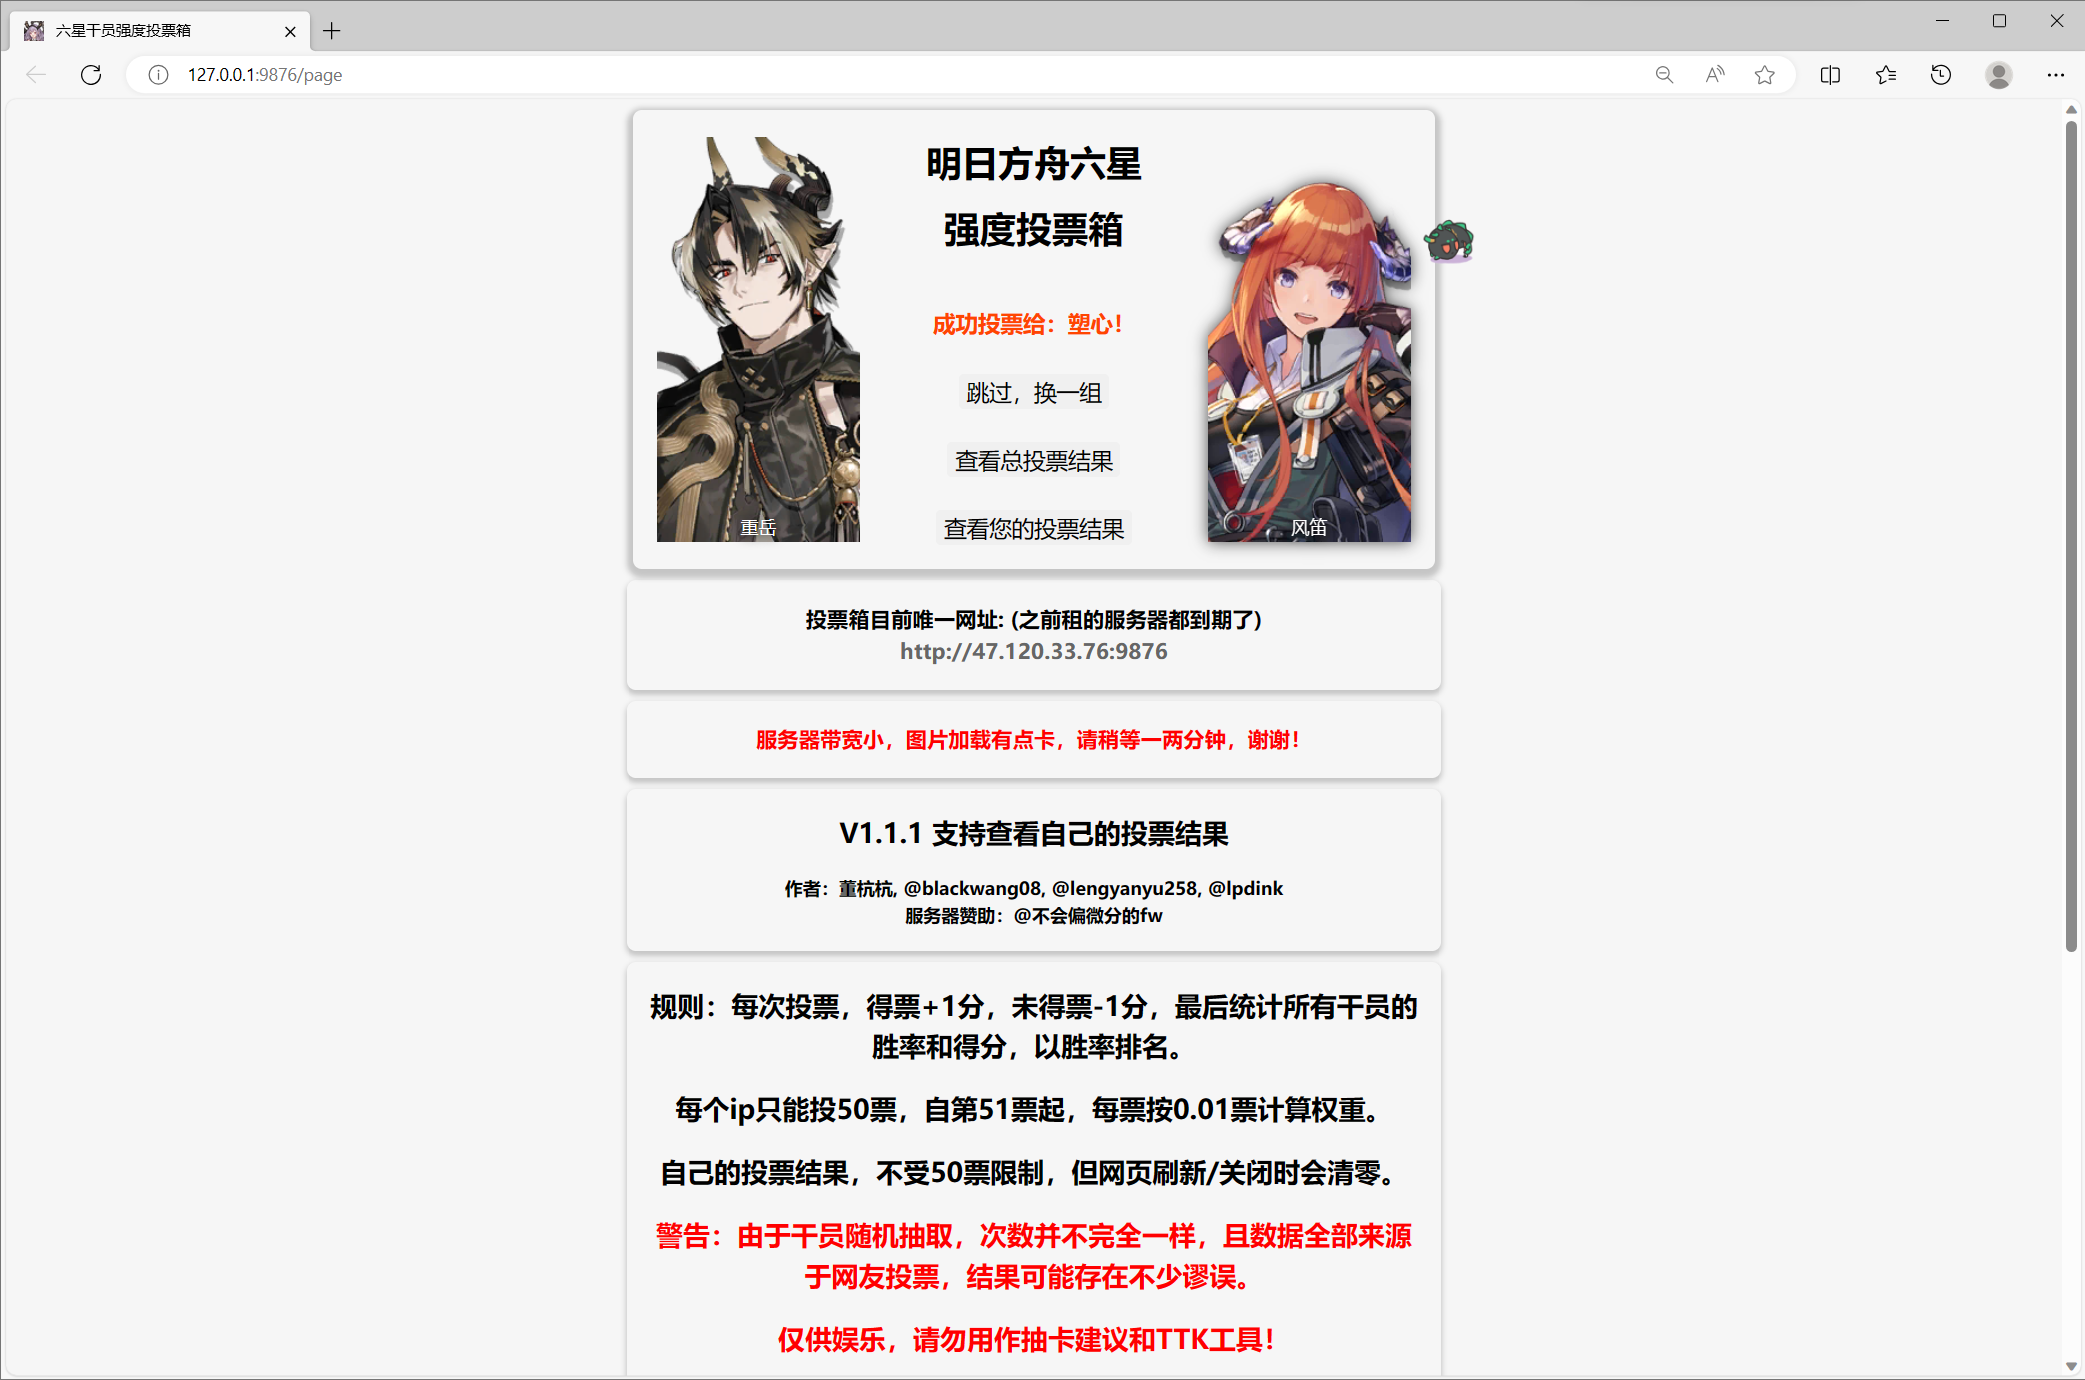 六星干员强度投票箱
127.0.0.1:9876/page
明日方舟六星
强度投票箱
成功投票给：塑心！
跳过，换一组
查看总投票结果
查看您的投票结果
重岳
风笛
投票箱目前唯一网址: (之前租的服务器都到期了)
http://47.120.33.76:9876
服务器带宽小，图片加载有点卡，请稍等一两分钟，谢谢！
V1.1.1 支持查看自己的投票结果
作者：董杭杭, @blackwang08, @lengyanyu258, @lpdink
服务器赞助：@不会偏微分的fw
规则：每次投票，得票+1分，未得票-1分，最后统计所有干员的
胜率和得分，以胜率排名。
每个ip只能投50票，自第51票起，每票按0.01票计算权重。
自己的投票结果，不受50票限制，但网页刷新/关闭时会清零。
警告：由于干员随机抽取，次数并不完全一样，且数据全部来源
于网友投票，结果可能存在不少谬误。
仅供娱乐，请勿用作抽卡建议和TTK工具！